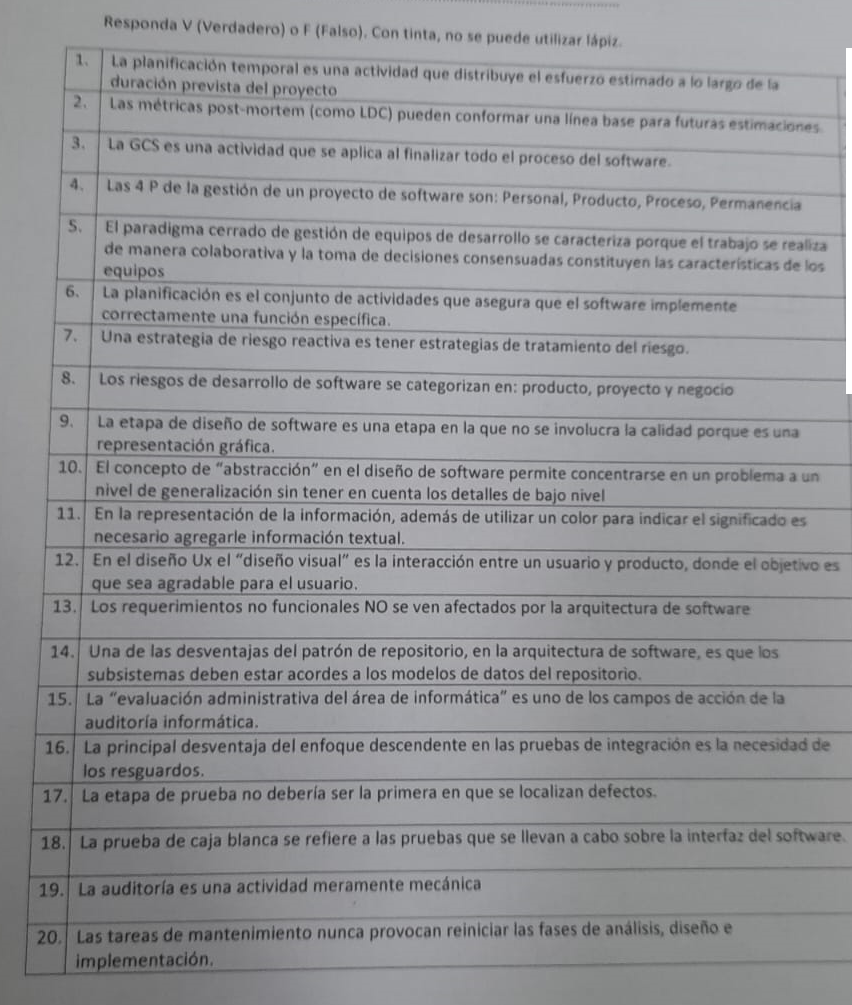 Responda V (Verdadero) o F (Falso). Con tinta, no se puede utilizar lápiz.
1. La planificación temporal es una actividad que distribuye el esfuerzo estimado a lo largo de la
duración prevista del proyecto
2. Las métricas post-mortem (como LDC) pueden conformar una línea base para futuras estimaciones.
3. La GCS es una actividad que se aplica al finalizar todo el proceso del software.
4. Las 4 P de la gestión de un proyecto de software son: Personal, Producto, Proceso, Permanencia
5. El paradigma cerrado de gestión de equipos de desarrollo se caracteriza porque el trabajo se realiza
de manera colaborativa y la toma de decisiones consensuadas constituyen las características de los
equipos
6. La planificación es el conjunto de actividades que asegura que el software implemente
correctamente una función específica.
7. Una estrategia de riesgo reactiva es tener estrategias de tratamiento del riesgo.
8. Los riesgos de desarrollo de software se categorizan en: producto, proyecto y negocio
9. La etapa de diseño de software es una etapa en la que no se involucra la calidad porque es una
representación gráfica.
10. El concepto de “abstracción” en el diseño de software permite concentrarse en un problema a un
nivel de generalización sin tener en cuenta los detalles de bajo nivel
11. En la representación de la información, además de utilizar un color para indicar el significado es
necesario agregarle información textual.
12. En el diseño Ux el “diseño visual” es la interacción entre un usuario y producto, donde el objetivo es
que sea agradable para el usuario.
13. Los requerimientos no funcionales NO se ven afectados por la arquitectura de software
14. Una de las desventajas del patrón de repositorio, en la arquitectura de software, es que los
subsistemas deben estar acordes a los modelos de datos del repositorio.
15. La “evaluación administrativa del área de informática” es uno de los campos de acción de la
auditoría informática.
16. La principal desventaja del enfoque descendente en las pruebas de integración es la necesidad de
los resguardos.
17. La etapa de prueba no debería ser la primera en que se localizan defectos.
18. La prueba de caja blanca se refiere a las pruebas que se llevan a cabo sobre la interfaz del software.
19. La auditoría es una actividad meramente mecánica
20. Las tareas de mantenimiento nunca provocan reiniciar las fases de análisis, diseño e
implementación.